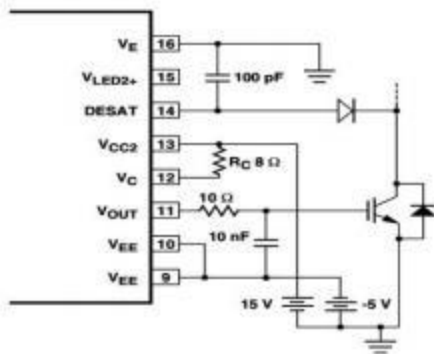 VE 16
VLED2+ 15
100 pF
DESAT 14
VCC2 13
RC 8 Ω
VC 12
10 Ω
VOUT 11
VEE 10
10 nF
VEE 9
15 V
-5 V